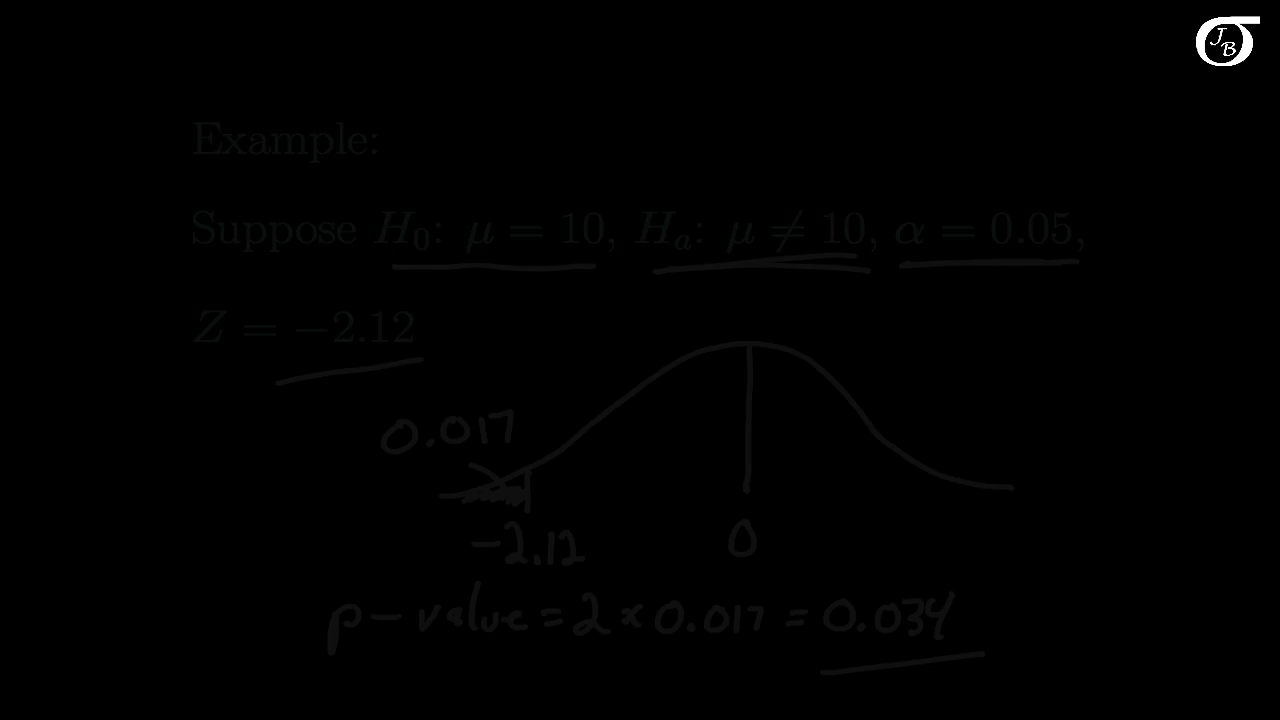 JB
Example:
Suppose H₀: μ = 10, Hₐ: μ ≠ 10, α = 0.05,
Z = −2.12
0.017
−2.12 0
p-value = 2 × 0.017 = 0.034